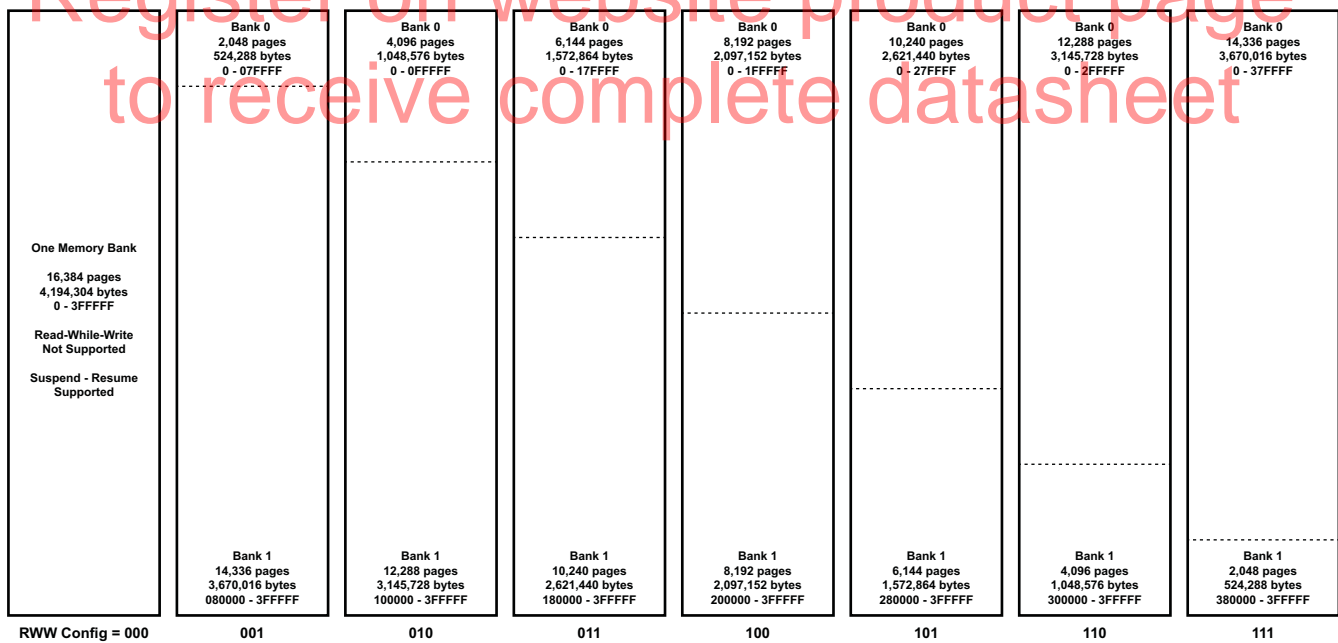 Register on website product page
to receive complete datasheet
One Memory Bank
16,384 pages
4,194,304 bytes
0 - 3FFFFF
Read-While-Write
Not Supported
Suspend - Resume
Supported
RWW Config = 000
Bank 0
2,048 pages
524,288 bytes
0 - 07FFFF
Bank 1
14,336 pages
3,670,016 bytes
080000 - 3FFFFF
001
Bank 0
4,096 pages
1,048,576 bytes
0 - 0FFFFF
Bank 1
12,288 pages
3,145,728 bytes
100000 - 3FFFFF
010
Bank 0
6,144 pages
1,572,864 bytes
0 - 17FFFF
Bank 1
10,240 pages
2,621,440 bytes
180000 - 3FFFFF
011
Bank 0
8,192 pages
2,097,152 bytes
0 - 1FFFFF
Bank 1
8,192 pages
2,097,152 bytes
200000 - 3FFFFF
100
Bank 0
10,240 pages
2,621,440 bytes
0 - 27FFFF
Bank 1
6,144 pages
1,572,864 bytes
280000 - 3FFFFF
101
Bank 0
12,288 pages
3,145,728 bytes
0 - 2FFFFF
Bank 1
4,096 pages
1,048,576 bytes
300000 - 3FFFFF
110
Bank 0
14,336 pages
3,670,016 bytes
0 - 37FFFF
Bank 1
2,048 pages
524,288 bytes
380000 - 3FFFFF
111